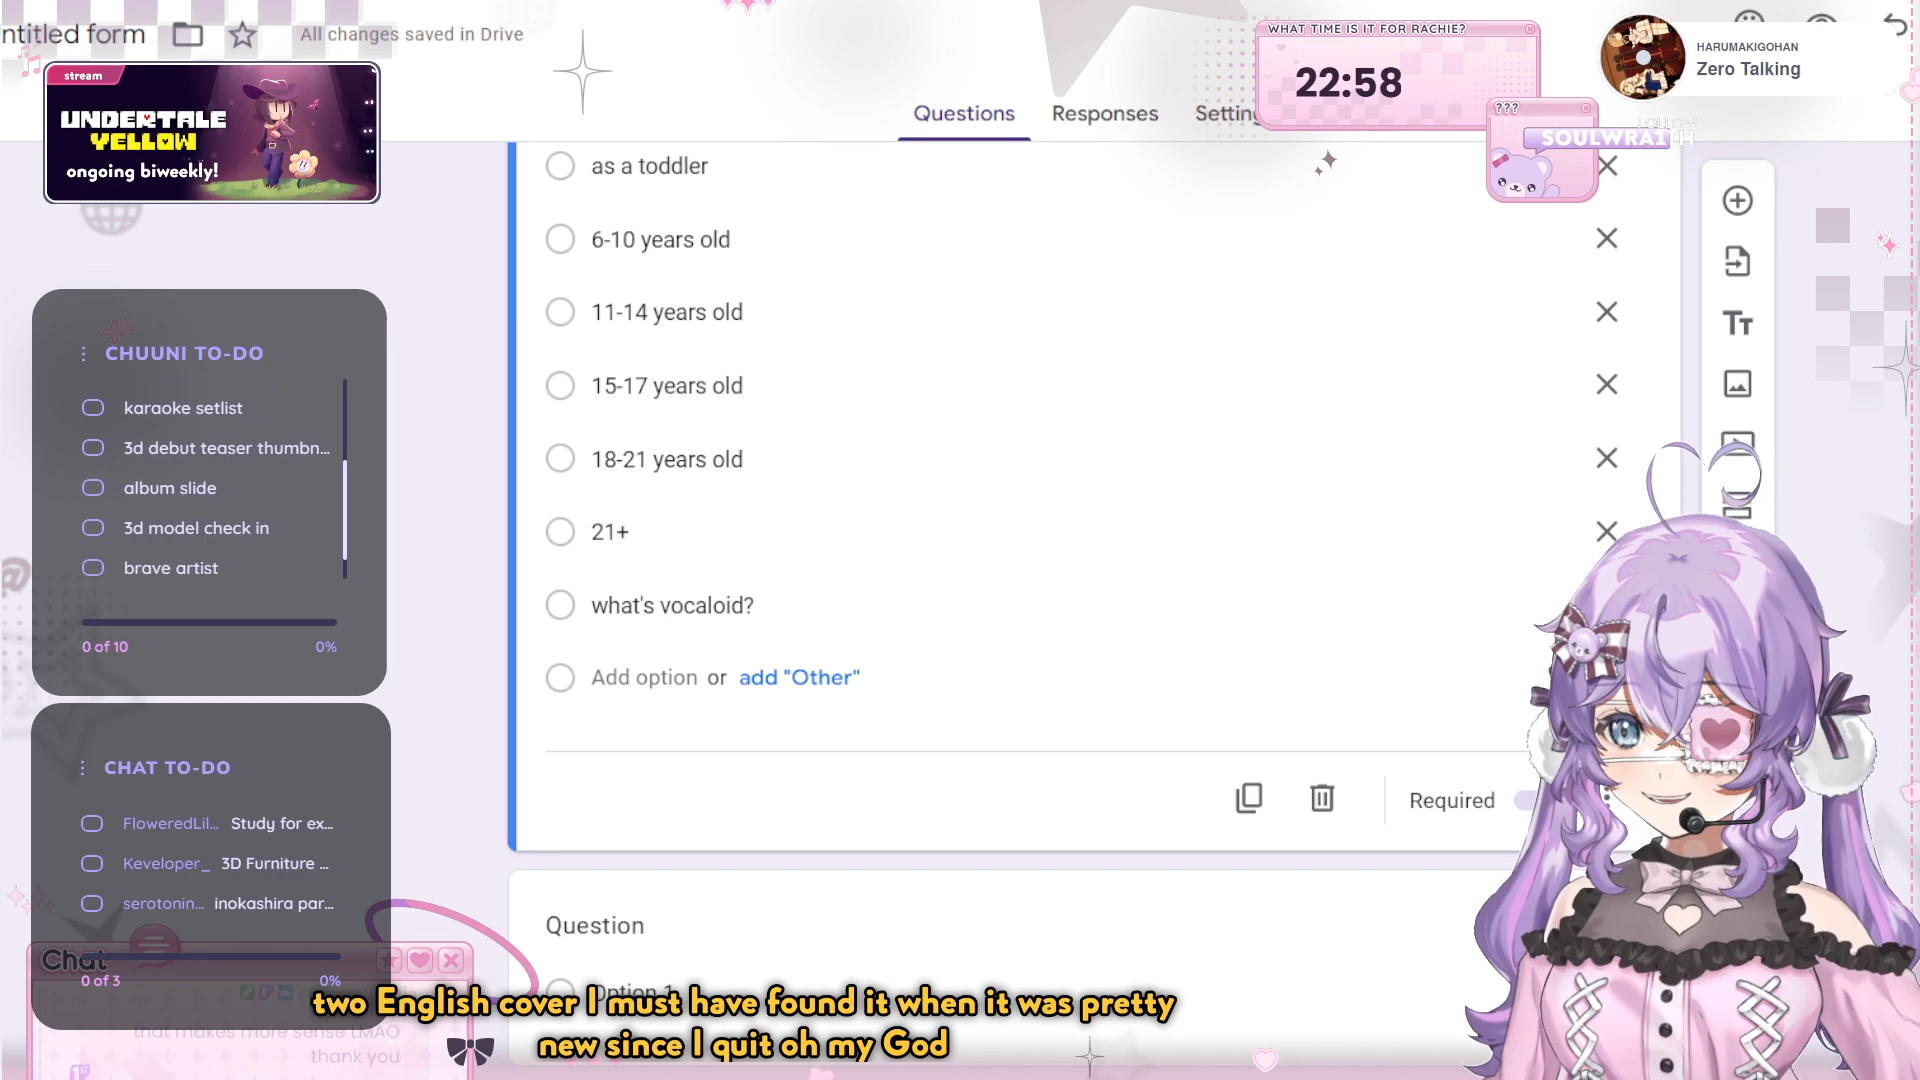 ntitled form
All changes saved in Drive
stream
UNDERTALE
YELLOW
ongoing biweekly!
WHAT TIME IS IT FOR RACHIE?
22:58
HARUMAKIGOHAN
Zero Talking
???
FOLLOW
SOULWRA1TH
Questions
Responses
Setting
as a toddler
6-10 years old
11-14 years old
15-17 years old
18-21 years old
21+
what's vocaloid?
Add option or add "Other"
Required
Question
Option 1
CHUUNI TO-DO
karaoke setlist
3d debut teaser thumbn...
album slide
3d model check in
brave artist
0 of 10
0%
CHAT TO-DO
FloweredLil... Study for ex...
Keveloper_ 3D Furniture ...
serotonin... inokashira par...
Chat
0 of 3
0%
that makes more sense LMAO
thank you
1ST
two English cover I must have found it when it was pretty
new since I quit oh my God